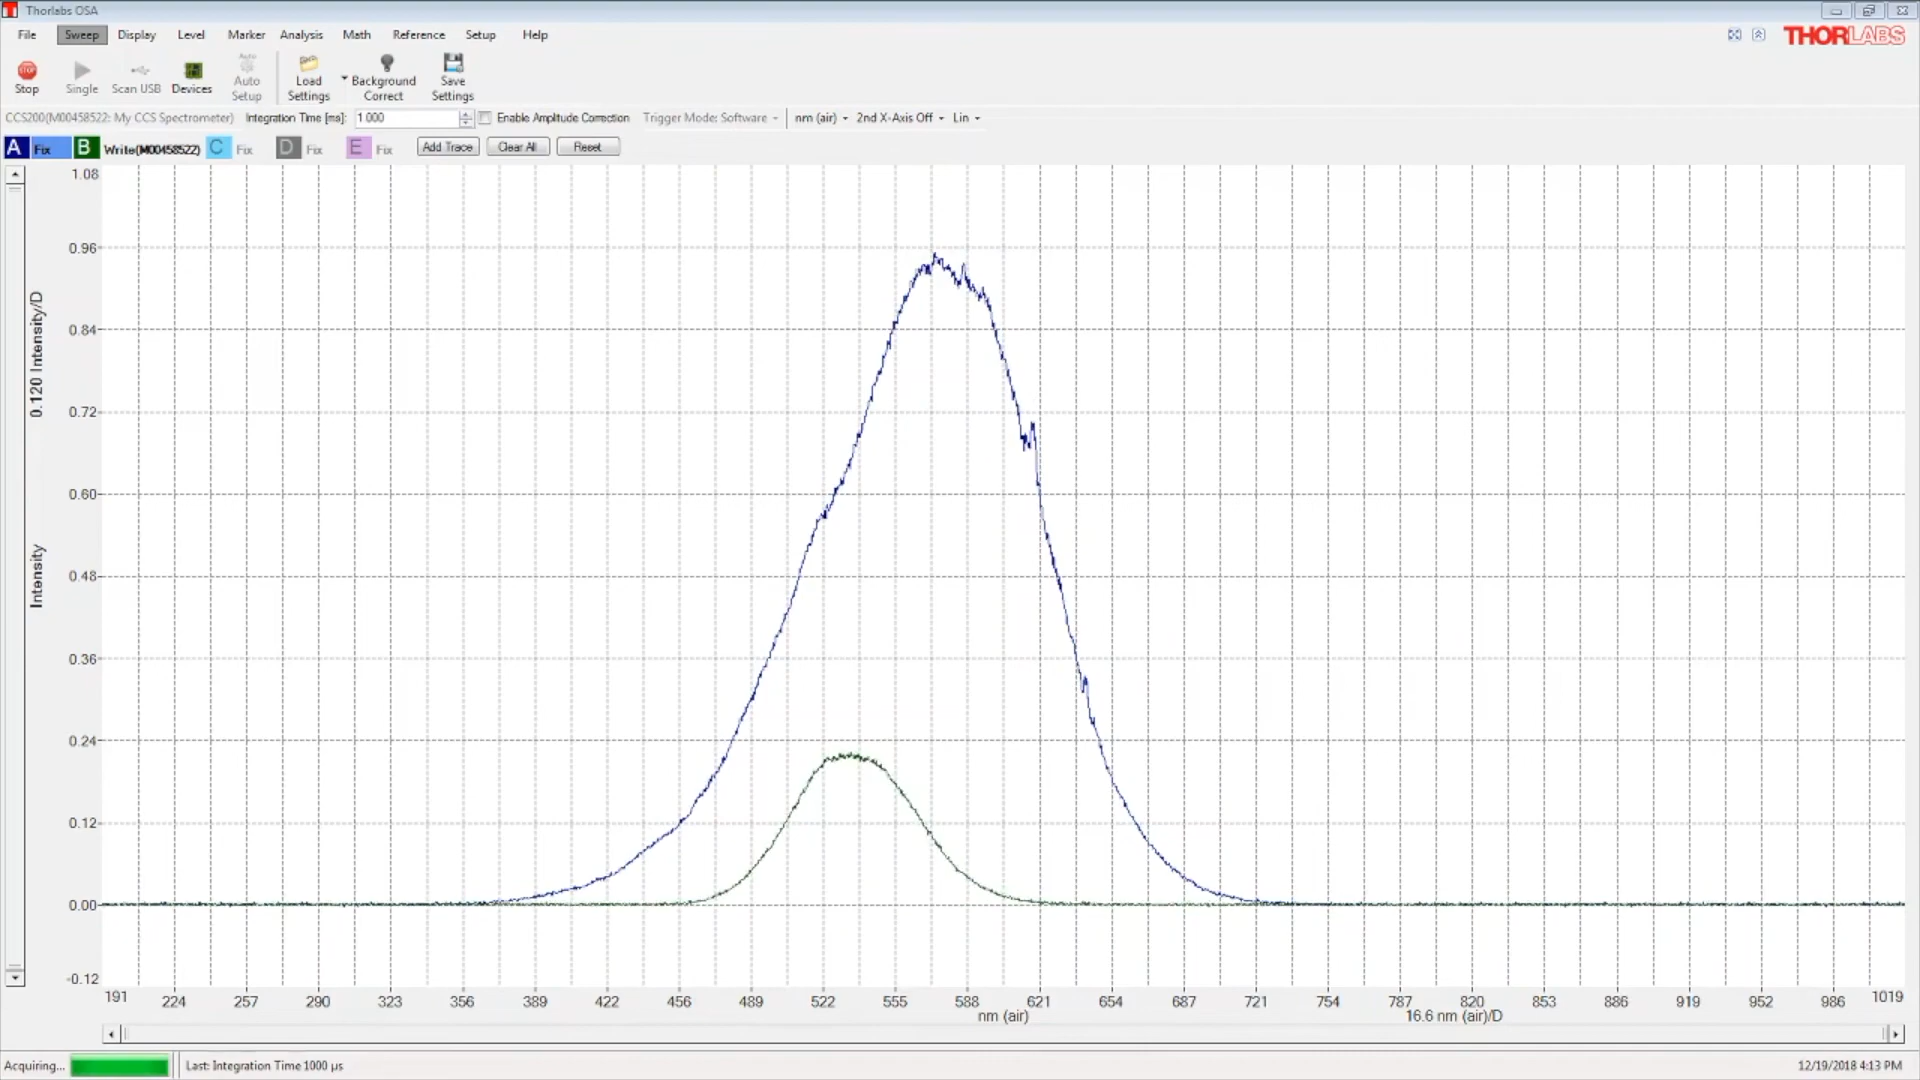 Thorlabs OSA
File Sweep Display Level Marker Analysis Math Reference Setup Help
THORLABS
STOP
Stop Single Scan USB Devices Auto Setup Load Settings Background Correct Save Settings
CCS200(M00458522: My CCS Spectrometer) Integration Time [ms]: 1.000 Enable Amplitude Correction Trigger Mode: Software nm (air) 2nd X-Axis Off Lin
A Fix B Write(M00458522) C Fix D Fix E Fix Add Trace Clear All Reset
1.08
0.96
0.84
0.72
0.60
0.48
0.36
0.24
0.12
0.00
-0.12
0.120 Intensity/D
Intensity
191 224 257 290 323 356 389 422 456 489 522 555 588 621 654 687 721 754 787 820 853 886 919 952 986 1019
nm (air) 16.6 nm (air)/D
Acquiring... Last: Integration Time 1000 µs 12/19/2018 4:13 PM